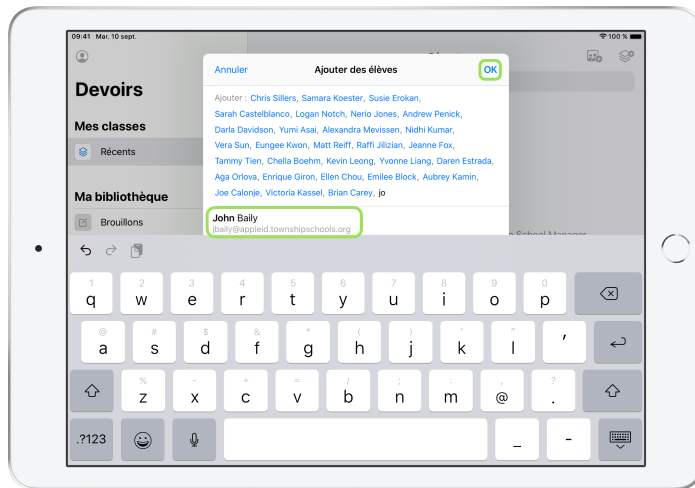 09:41 Mar. 10 sept.
100 %
Annuler
Ajouter des élèves
OK
Devoirs
Ajouter : Chris Sillers, Samara Koester, Susie Erokan,
Sarah Castelblanco, Logan Notch, Nerio Jones, Andrew Penick,
Mes classes
Darla Davidson, Yumi Asai, Alexandra Mevissen, Nidhi Kumar,
Vera Sun, Eungee Kwon, Matt Reiff, Raffi Jilizian, Jeanne Fox,
Récents
Tammy Tien, Chella Boehm, Kevin Leong, Yvonne Liang, Daren Estrada,
Aga Orlova, Enrique Giron, Ellen Chou, Emilee Block, Aubrey Kamin,
Ma bibliothèque
Joe Calonje, Victoria Kassel, Brian Carey, jo
Brouillons
John Baily
jbaily@appleid.townshipschools.org
School Manager
1 2 3 4 5 6 7 8 9 0
q w e r t y u i o p
@ # $ & * ( ) ' "
a s d f g h j k l '
% - + = / ; : , ?
z x c v b n m @ .
.?123 _ -